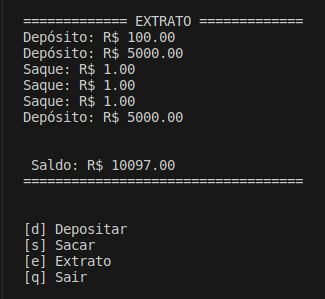 ============= EXTRATO =============
Depósito: R$ 100.00
Depósito: R$ 5000.00
Saque: R$ 1.00
Saque: R$ 1.00
Saque: R$ 1.00
Depósito: R$ 5000.00
Saldo: R$ 10097.00
===================================
[d] Depositar
[s] Sacar
[e] Extrato
[q] Sair